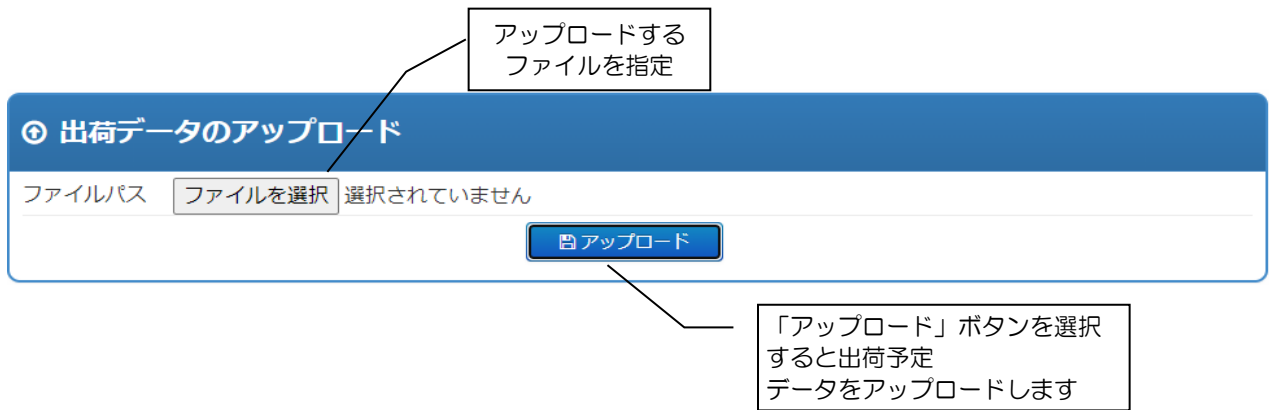 アップロードする
ファイルを指定
出荷データのアップロード
ファイルパス ファイルを選択 選択されていません
アップロード
「アップロード」ボタンを選択
すると出荷予定
データをアップロードします